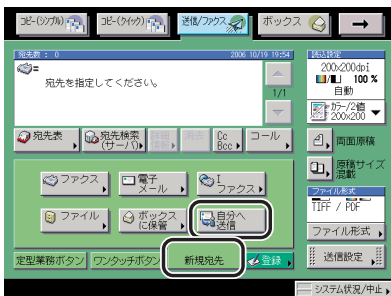 コピー(シンプル)
コピー(クイック)
送信/ファクス
ボックス
宛先数 : 0
2006 10/19 19:54
宛先を指定してください。
1/1
宛先表
宛先検索
(サーバ)
詳細
情報
消去
Cc
Bcc
コール
ファクス
電子
メール
I
ファクス
ファイル
ボックス
に保管
自分へ
送信
定型業務ボタン
ワンタッチボタン
新規宛先
登録
読込設定
200x200dpi
100 %
自動
カラー/2値
200×200
両面原稿
原稿サイズ
混載
ファイル形式
TIFF / PDF
ファイル形式
送信設定
システム状況/中止